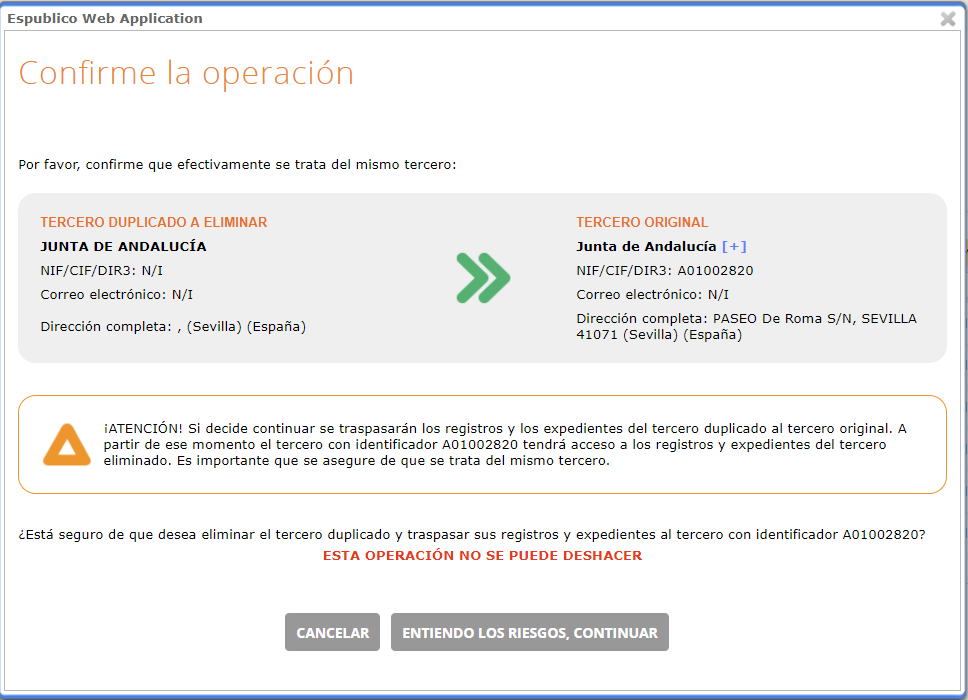 Espublico Web Application
Confirme la operación
Por favor, confirme que efectivamente se trata del mismo tercero:
TERCERO DUPLICADO A ELIMINAR
JUNTA DE ANDALUCÍA
NIF/CIF/DIR3: N/I
Correo electrónico: N/I
Dirección completa: , (Sevilla) (España)
TERCERO ORIGINAL
Junta de Andalucía [+]
NIF/CIF/DIR3: A01002820
Correo electrónico: N/I
Dirección completa: PASEO De Roma S/N, SEVILLA
41071 (Sevilla) (España)
¡ATENCIÓN! Si decide continuar se traspasarán los registros y los expedientes del tercero duplicado al tercero original. A
partir de ese momento el tercero con identificador A01002820 tendrá acceso a los registros y expedientes del tercero
eliminado. Es importante que se asegure de que se trata del mismo tercero.
¿Está seguro de que desea eliminar el tercero duplicado y traspasar sus registros y expedientes al tercero con identificador A01002820?
ESTA OPERACIÓN NO SE PUEDE DESHACER
CANCELAR
ENTIENDO LOS RIESGOS, CONTINUAR